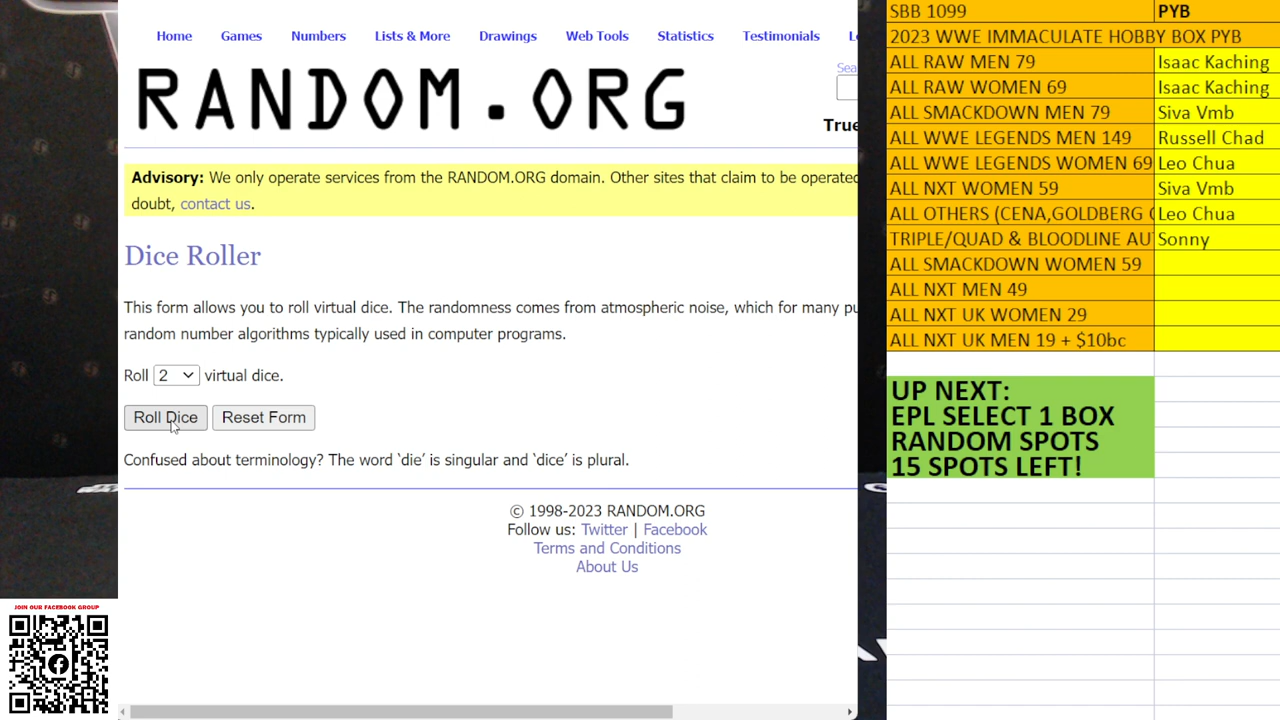 Home Games Numbers Lists & More Drawings Web Tools Statistics Testimonials
RANDOM.ORG
True
Advisory: We only operate services from the RANDOM.ORG domain. Other sites that claim to be operated
doubt, contact us.
Dice Roller
This form allows you to roll virtual dice. The randomness comes from atmospheric noise, which for many
random number algorithms typically used in computer programs.
Roll 2 virtual dice.
Roll Dice Reset Form
Confused about terminology? The word ‘die’ is singular and ‘dice’ is plural.
© 1998-2023 RANDOM.ORG
Follow us: Twitter | Facebook
Terms and Conditions
About Us
JOIN OUR FACEBOOK GROUP
SBB 1099 PYB
2023 WWE IMMACULATE HOBBY BOX PYB
ALL RAW MEN 79 Isaac Kaching
ALL RAW WOMEN 69 Isaac Kaching
ALL SMACKDOWN MEN 79 Siva Vmb
ALL WWE LEGENDS MEN 149 Russell Chad
ALL WWE LEGENDS WOMEN 69 Leo Chua
ALL NXT WOMEN 59 Siva Vmb
ALL OTHERS (CENA,GOLDBERG Leo Chua
TRIPLE/QUAD & BLOODLINE AU Sonny
ALL SMACKDOWN WOMEN 59
ALL NXT MEN 49
ALL NXT UK WOMEN 29
ALL NXT UK MEN 19 + $10bc
UP NEXT:
EPL SELECT 1 BOX
RANDOM SPOTS
15 SPOTS LEFT!